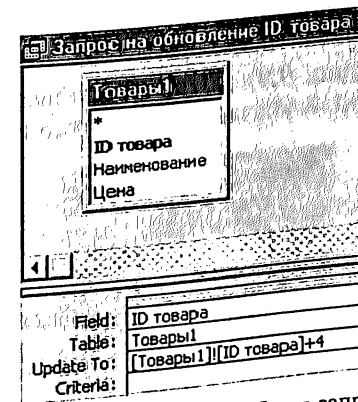 Запрос на обновление ID товара
Товары1
*
ID товара
Наименование
Цена
Field: ID товара
Table: Товары1
Update To: [Товары1]![ID товара]+4
Criteria: